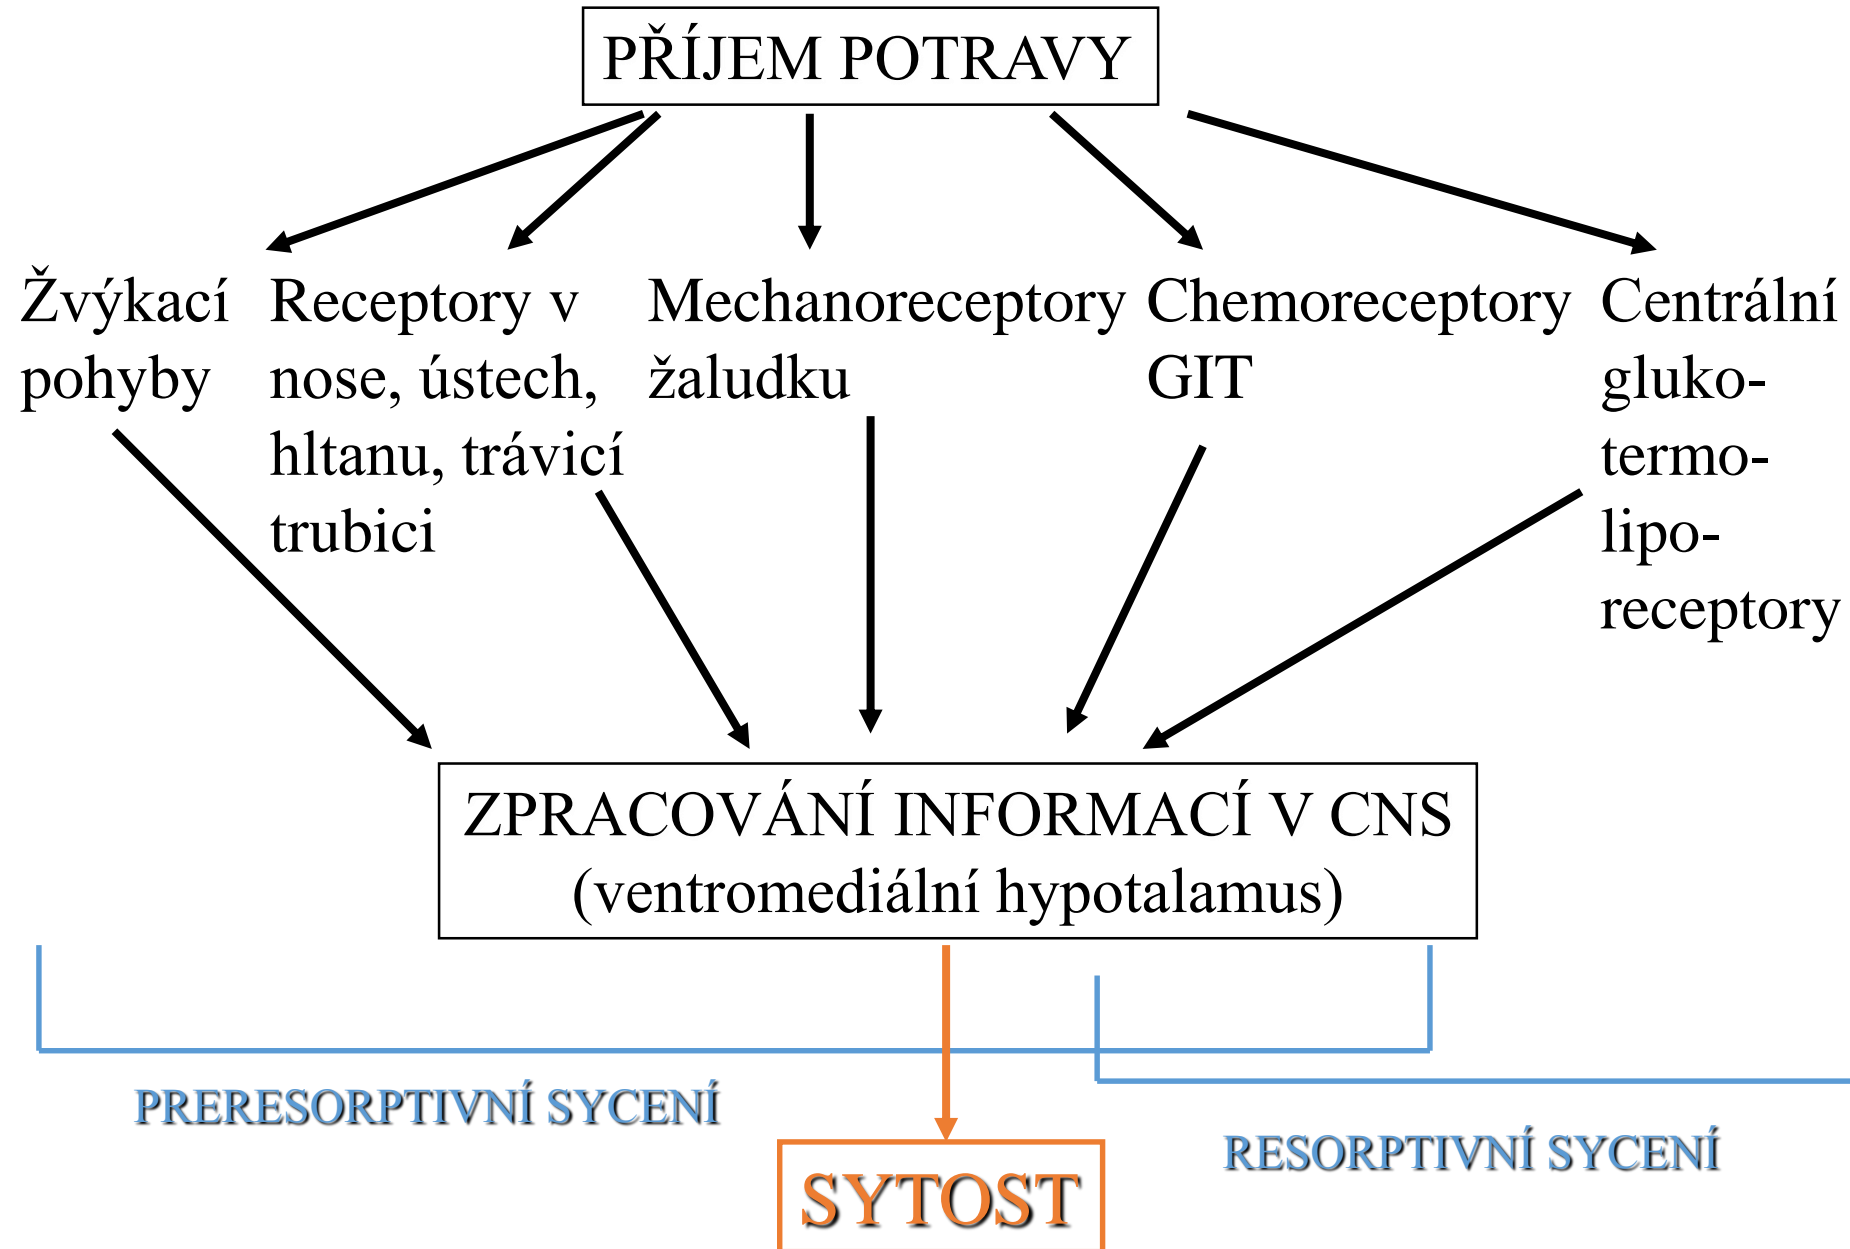 PŘÍJEM POTRAVY
Žvýkací
pohyby
Receptory v
nose, ústech,
hltanu, trávicí
trubici
Mechanoreceptory
žaludku
Chemoreceptory
GIT
Centrální
gluko-
termo-
lipo-
receptory
ZPRACOVÁNÍ INFORMACÍ V CNS
(ventromediální hypotalamus)
PRERESORPTIVNÍ SYCENÍ
RESORPTIVNÍ SYCENÍ
SYTOST